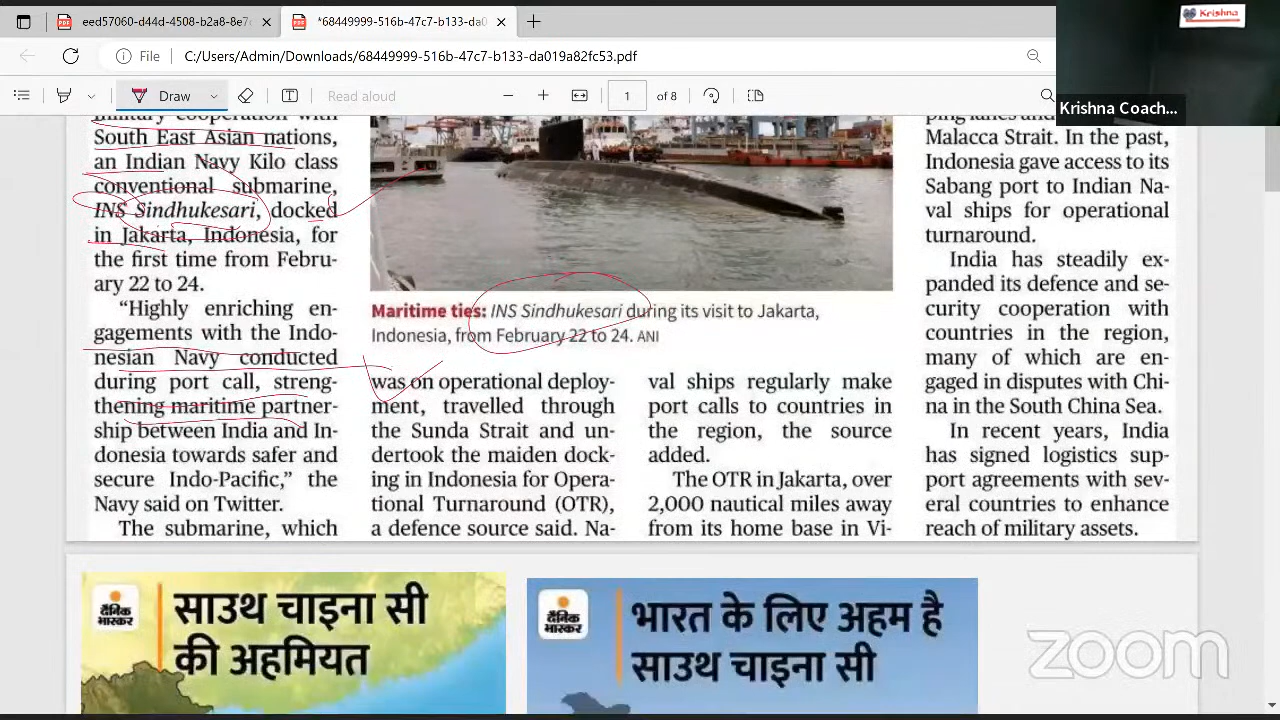 eed57060-d44d-4508-b2a8-8e7
*68449999-516b-47c7-b133-da0
Krishna
File
C:/Users/Admin/Downloads/68449999-516b-47c7-b133-da019a82fc53.pdf
Draw
Read aloud
1
of 8
Krishna Coach...
military cooperation with
South East Asian nations,
an Indian Navy Kilo class
conventional submarine,
INS Sindhukesari, docked
in Jakarta, Indonesia, for
the first time from Febru-
ary 22 to 24.
“Highly enriching en-
gagements with the Indo-
nesian Navy conducted
during port call, streng-
thening maritime partner-
ship between India and In-
donesia towards safer and
secure Indo-Pacific,” the
Navy said on Twitter.
The submarine, which
Maritime ties: INS Sindhukesari during its visit to Jakarta,
Indonesia, from February 22 to 24. ANI
was on operational deploy-
ment, travelled through
the Sunda Strait and un-
dertook the maiden dock-
ing in Indonesia for Opera-
tional Turnaround (OTR),
a defence source said. Na-
val ships regularly make
port calls to countries in
the region, the source
added.
The OTR in Jakarta, over
2,000 nautical miles away
from its home base in Vi-
ping lanes and
Malacca Strait. In the past,
Indonesia gave access to its
Sabang port to Indian Na-
val ships for operational
turnaround.
India has steadily ex-
panded its defence and se-
curity cooperation with
countries in the region,
many of which are en-
gaged in disputes with Chi-
na in the South China Sea.
In recent years, India
has signed logistics sup-
port agreements with sev-
eral countries to enhance
reach of military assets.
दैनिक
भास्कर
साउथ चाइना सी
की अहमियत
दैनिक
भास्कर
भारत के लिए अहम है
साउथ चाइना सी
zoom